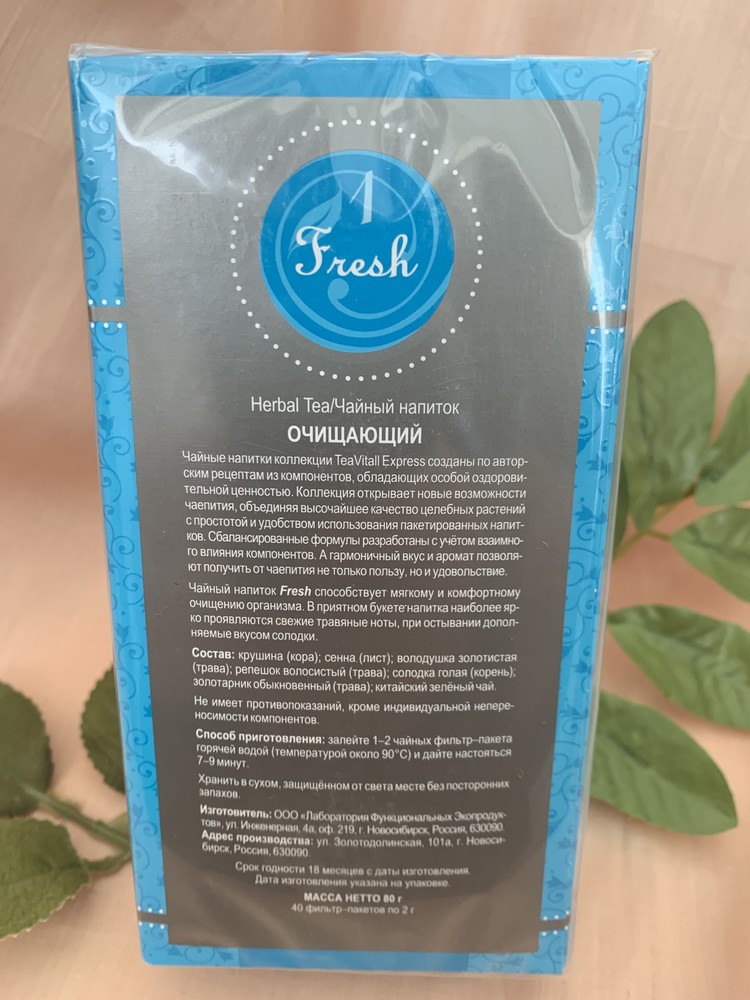 1
Fresh
Herbal Tea/Чайный напиток
ОЧИЩАЮЩИЙ
Чайные напитки коллекции TeaVitall Express созданы по автор-
ским рецептам из компонентов, обладающих особой оздорови-
тельной ценностью. Коллекция открывает новые возможности
чаепития, объединяя высочайшее качество целебных растений
с простотой и удобством использования пакетированных напит-
ков. Сбалансированные формулы разработаны с учётом взаимно-
го влияния компонентов. А гармоничный вкус и аромат позволя-
ют получить от чаепития не только пользу, но и удовольствие.
Чайный напиток Fresh способствует мягкому и комфортному
очищению организма. В приятном букете напитка наиболее яр-
ко проявляются свежие травяные ноты, при остывании допол-
няемые вкусом солодки.
Состав: крушина (кора); сенна (лист); володушка золотистая
(трава); репешок волосистый (трава); солодка голая (корень);
золотарник обыкновенный (трава); китайский зелёный чай.
Не имеет противопоказаний, кроме индивидуальной непере-
носимости компонентов.
Способ приготовления: залейте 1–2 чайных фильтр–пакета
горячей водой (температурой около 90°С) и дайте настояться
7–9 минут.
Хранить в сухом, защищённом от света месте без посторонних
запахов.
Изготовитель: ООО «Лаборатория Функциональных Экопродук-
тов», ул. Инженерная, 4а, оф. 219, г. Новосибирск, Россия, 630090.
Адрес производства: ул. Золотодолинская, 101а, г. Новоси-
бирск, Россия, 630090.
Срок годности 18 месяцев с даты изготовления.
Дата изготовления указана на упаковке.
МАССА НЕТТО 80 г
40 фильтр–пакетов по 2 г